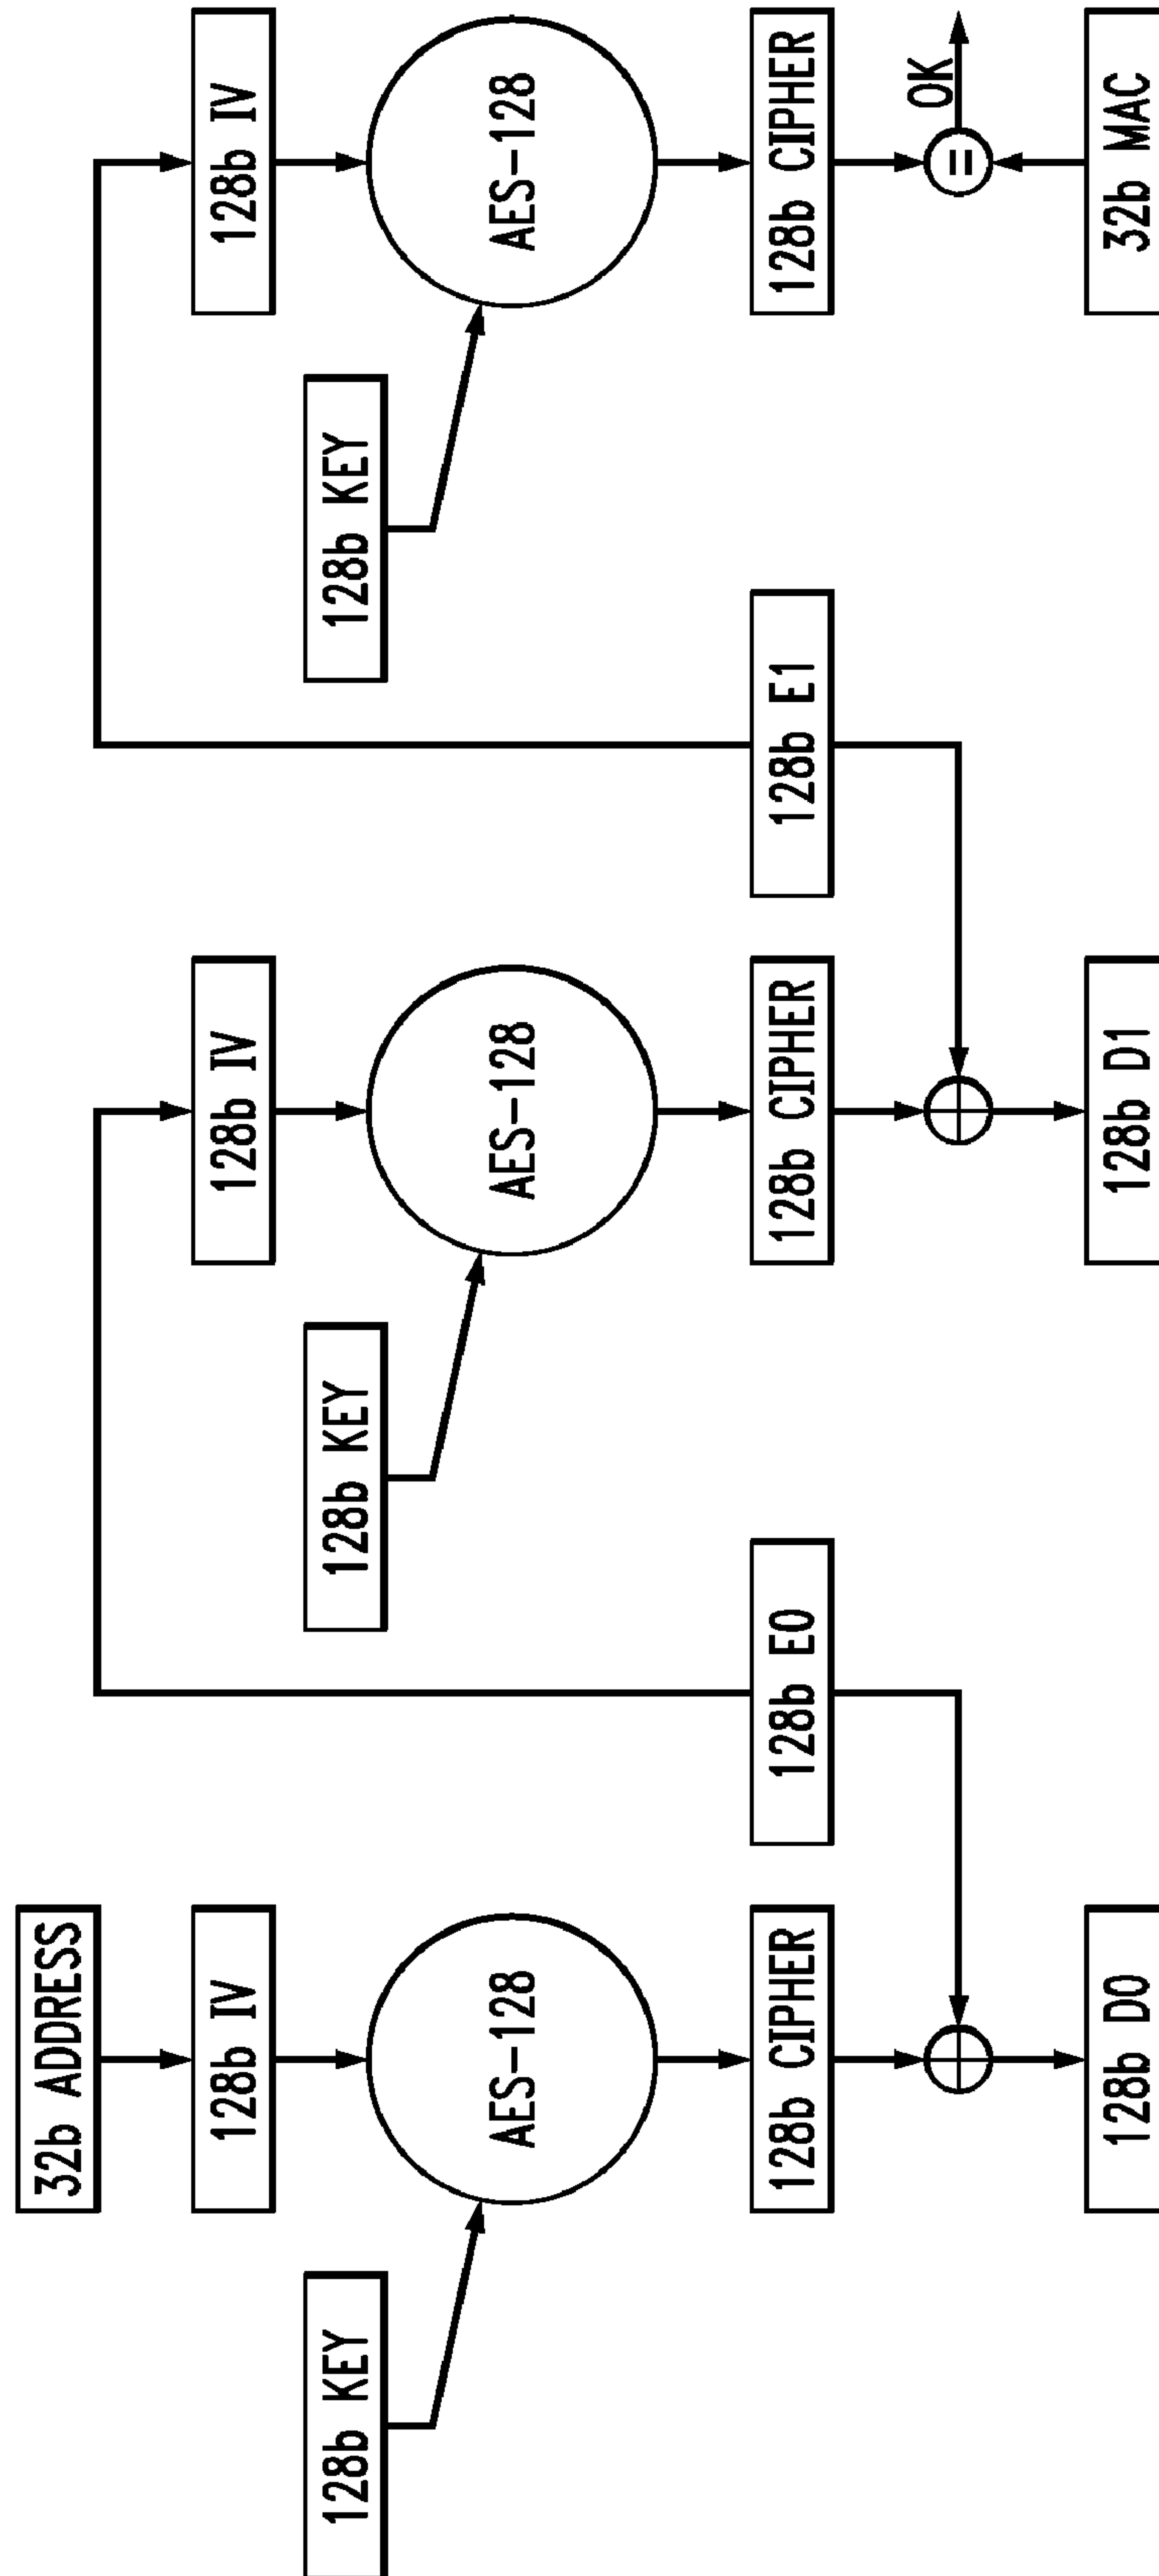 32b ADDRESS
128b IV
128b IV
128b IV
128b KEY
128b KEY
128b KEY
AES-128
AES-128
AES-128
128b CIPHER
128b E0
128b CIPHER
128b E1
128b CIPHER
OK
=
128b D0
128b D1
32b MAC